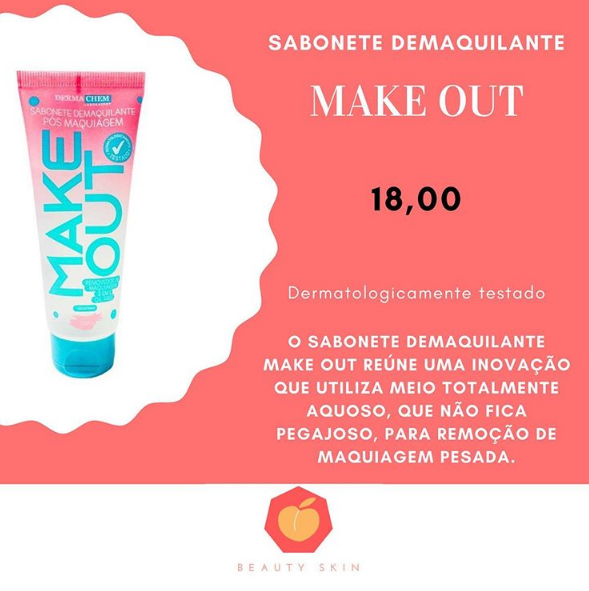 SABONETE DEMAQUILANTE
MAKE OUT
18,00
Dermatologicamente testado
O SABONETE DEMAQUILANTE
MAKE OUT REÚNE UMA INOVAÇÃO
QUE UTILIZA MEIO TOTALMENTE
AQUOSO, QUE NÃO FICA
PEGAJOSO, PARA REMOÇÃO DE
MAQUIAGEM PESADA.
DERMACHEM
SABONETE DEMAQUILANTE
PÓS MAQUIAGEM
MAKE
OUT
BEAUTY SKIN